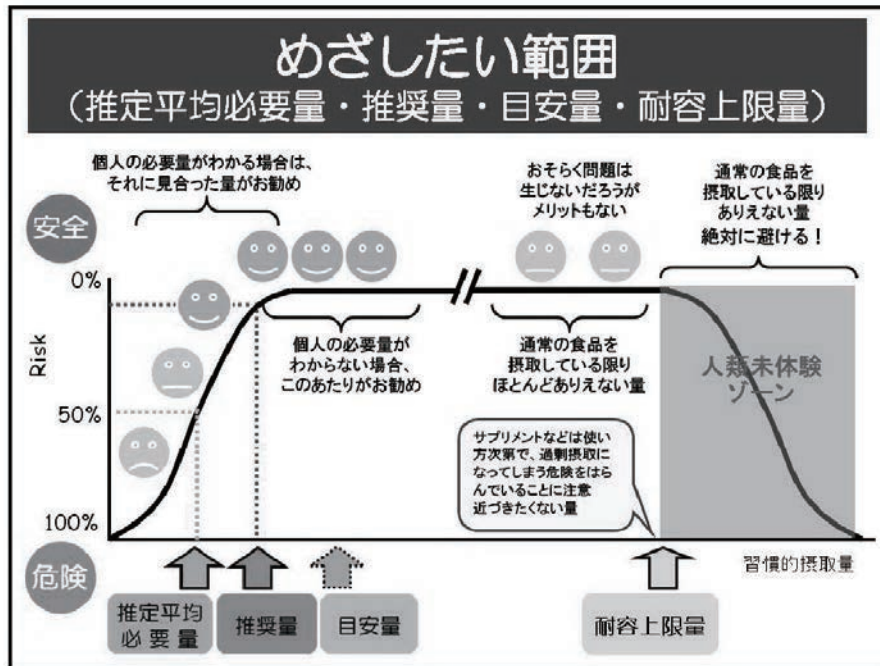 めざしたい範囲
（推定平均必要量・推奨量・目安量・耐容上限量）
個人の必要量がわかる場合は、
それに見合った量がお勧め
おそらく問題は
生じないだろうが
メリットもない
通常の食品を
摂取している限り
ありえない量
絶対に避ける！
安全
0%
Risk
50%
100%
危険
個人の必要量が
わからない場合、
このあたりがお勧め
通常の食品を
摂取している限り
ほとんどありえない量
人類未体験
ゾーン
サプリメントなどは使い
方次第で、過剰摂取に
なってしまう危険をはら
んでいることに注意
近づきたくない量
習慣的摂取量
推定平均
必要量
推奨量
目安量
耐容上限量